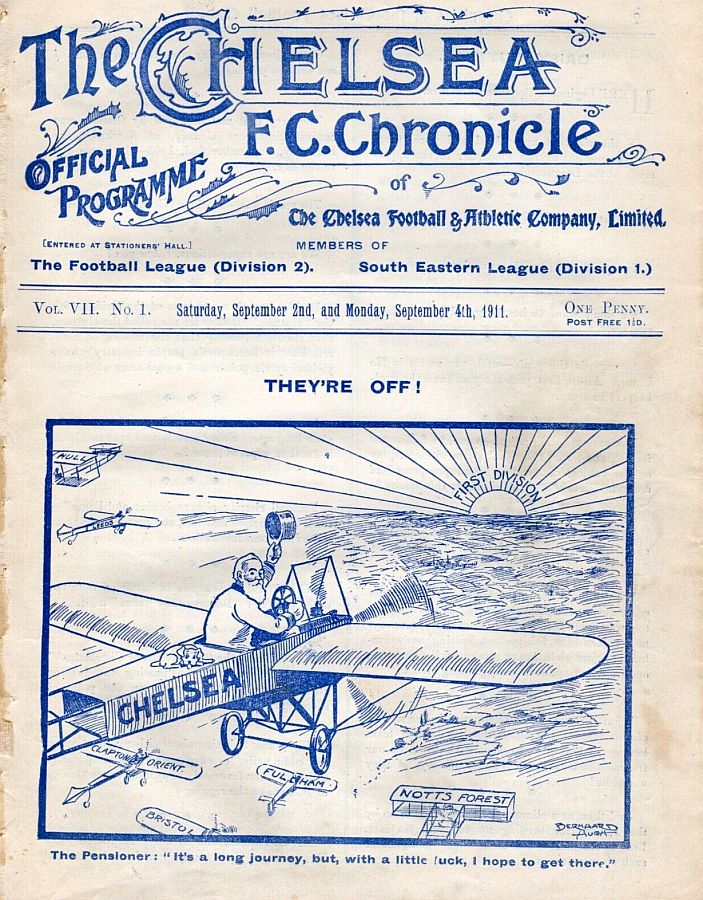 The CHELSEA
F.C. Chronicle
OFFICIAL
PROGRAMME
of
The Chelsea Football & Athletic Company, Limited.
[ENTERED AT STATIONERS' HALL.]
MEMBERS OF
The Football League (Division 2).
South Eastern League (Division 1.)
VOL. VII. No. 1.
Saturday, September 2nd, and Monday, September 4th, 1911.
ONE PENNY.
POST FREE 1½D.
THEY'RE OFF!
HULL
LEEDS
FIRST DIVISION
CHELSEA
CLAPTON ORIENT
FULHAM
BRISTOL
NOTTS FOREST
BERNARD
The Pensioner: "It's a long journey, but, with a little luck, I hope to get there."